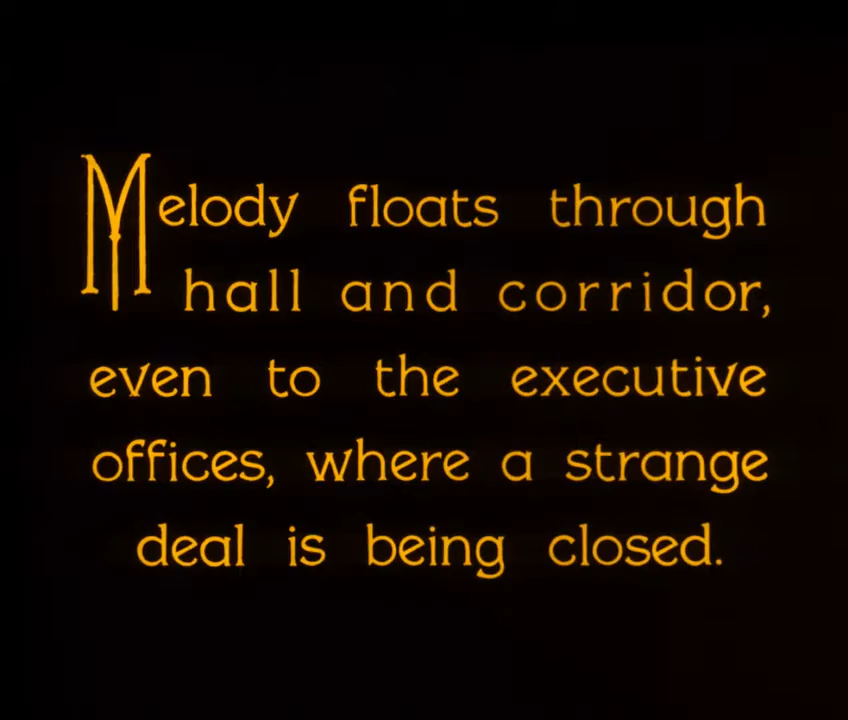 Melody floats through
hall and corridor,
even to the executive
offices, where a strange
deal is being closed.